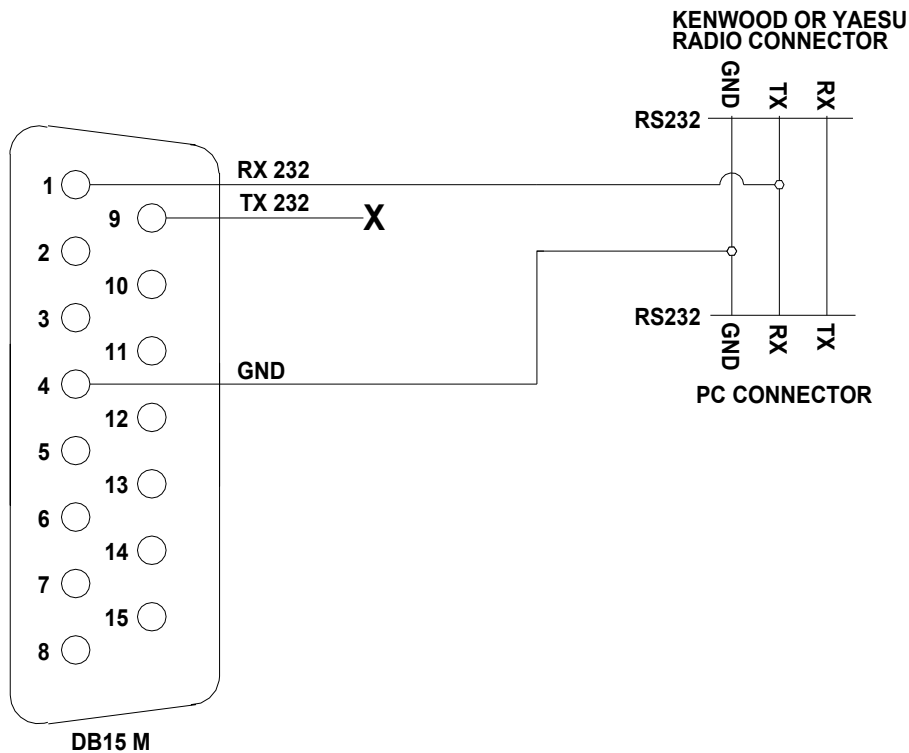 KENWOOD OR YAESU
RADIO CONNECTOR
GND TX RX
RS232
1 RX 232
9 TX 232 X
2
10
3
RS232
11
GND RX TX
4 GND
PC CONNECTOR
12
5
13
6
14
7
15
8
DB15 M